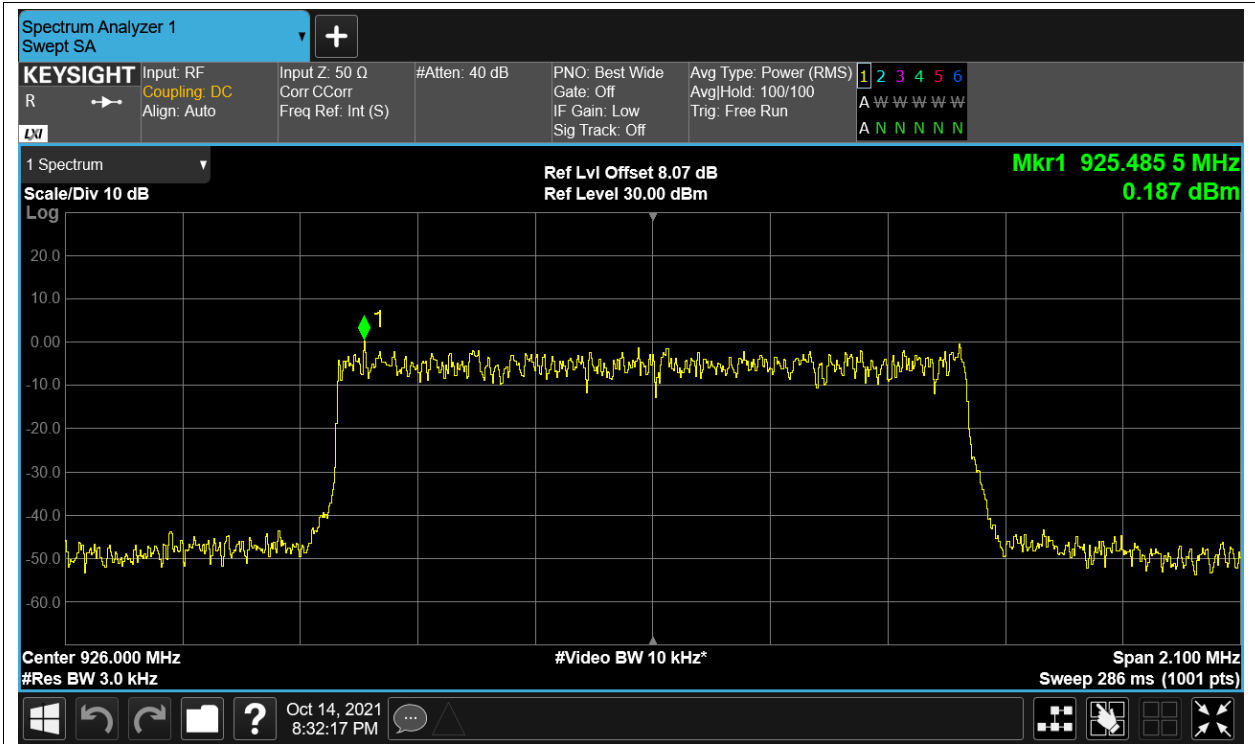 Spectrum Analyzer 1
Swept SA
+
KEYSIGHT
R
LXI
Input: RF
Coupling: DC
Align: Auto
Input Z: 50 Ω
Corr CCorr
Freq Ref: Int (S)
#Atten: 40 dB
PNO: Best Wide
Gate: Off
IF Gain: Low
Sig Track: Off
Avg Type: Power (RMS)
Avg|Hold: 100/100
Trig: Free Run
1 2 3 4 5 6
A W W W W W
A N N N N N
1 Spectrum
Scale/Div 10 dB
Log
Ref Lvl Offset 8.07 dB
Ref Level 30.00 dBm
Mkr1 925.485 5 MHz
0.187 dBm
20.0
10.0
1
0.00
-10.0
-20.0
-30.0
-40.0
-50.0
-60.0
Center 926.000 MHz
#Video BW 10 kHz*
Span 2.100 MHz
#Res BW 3.0 kHz
Sweep 286 ms (1001 pts)
?
Oct 14, 2021
8:32:17 PM